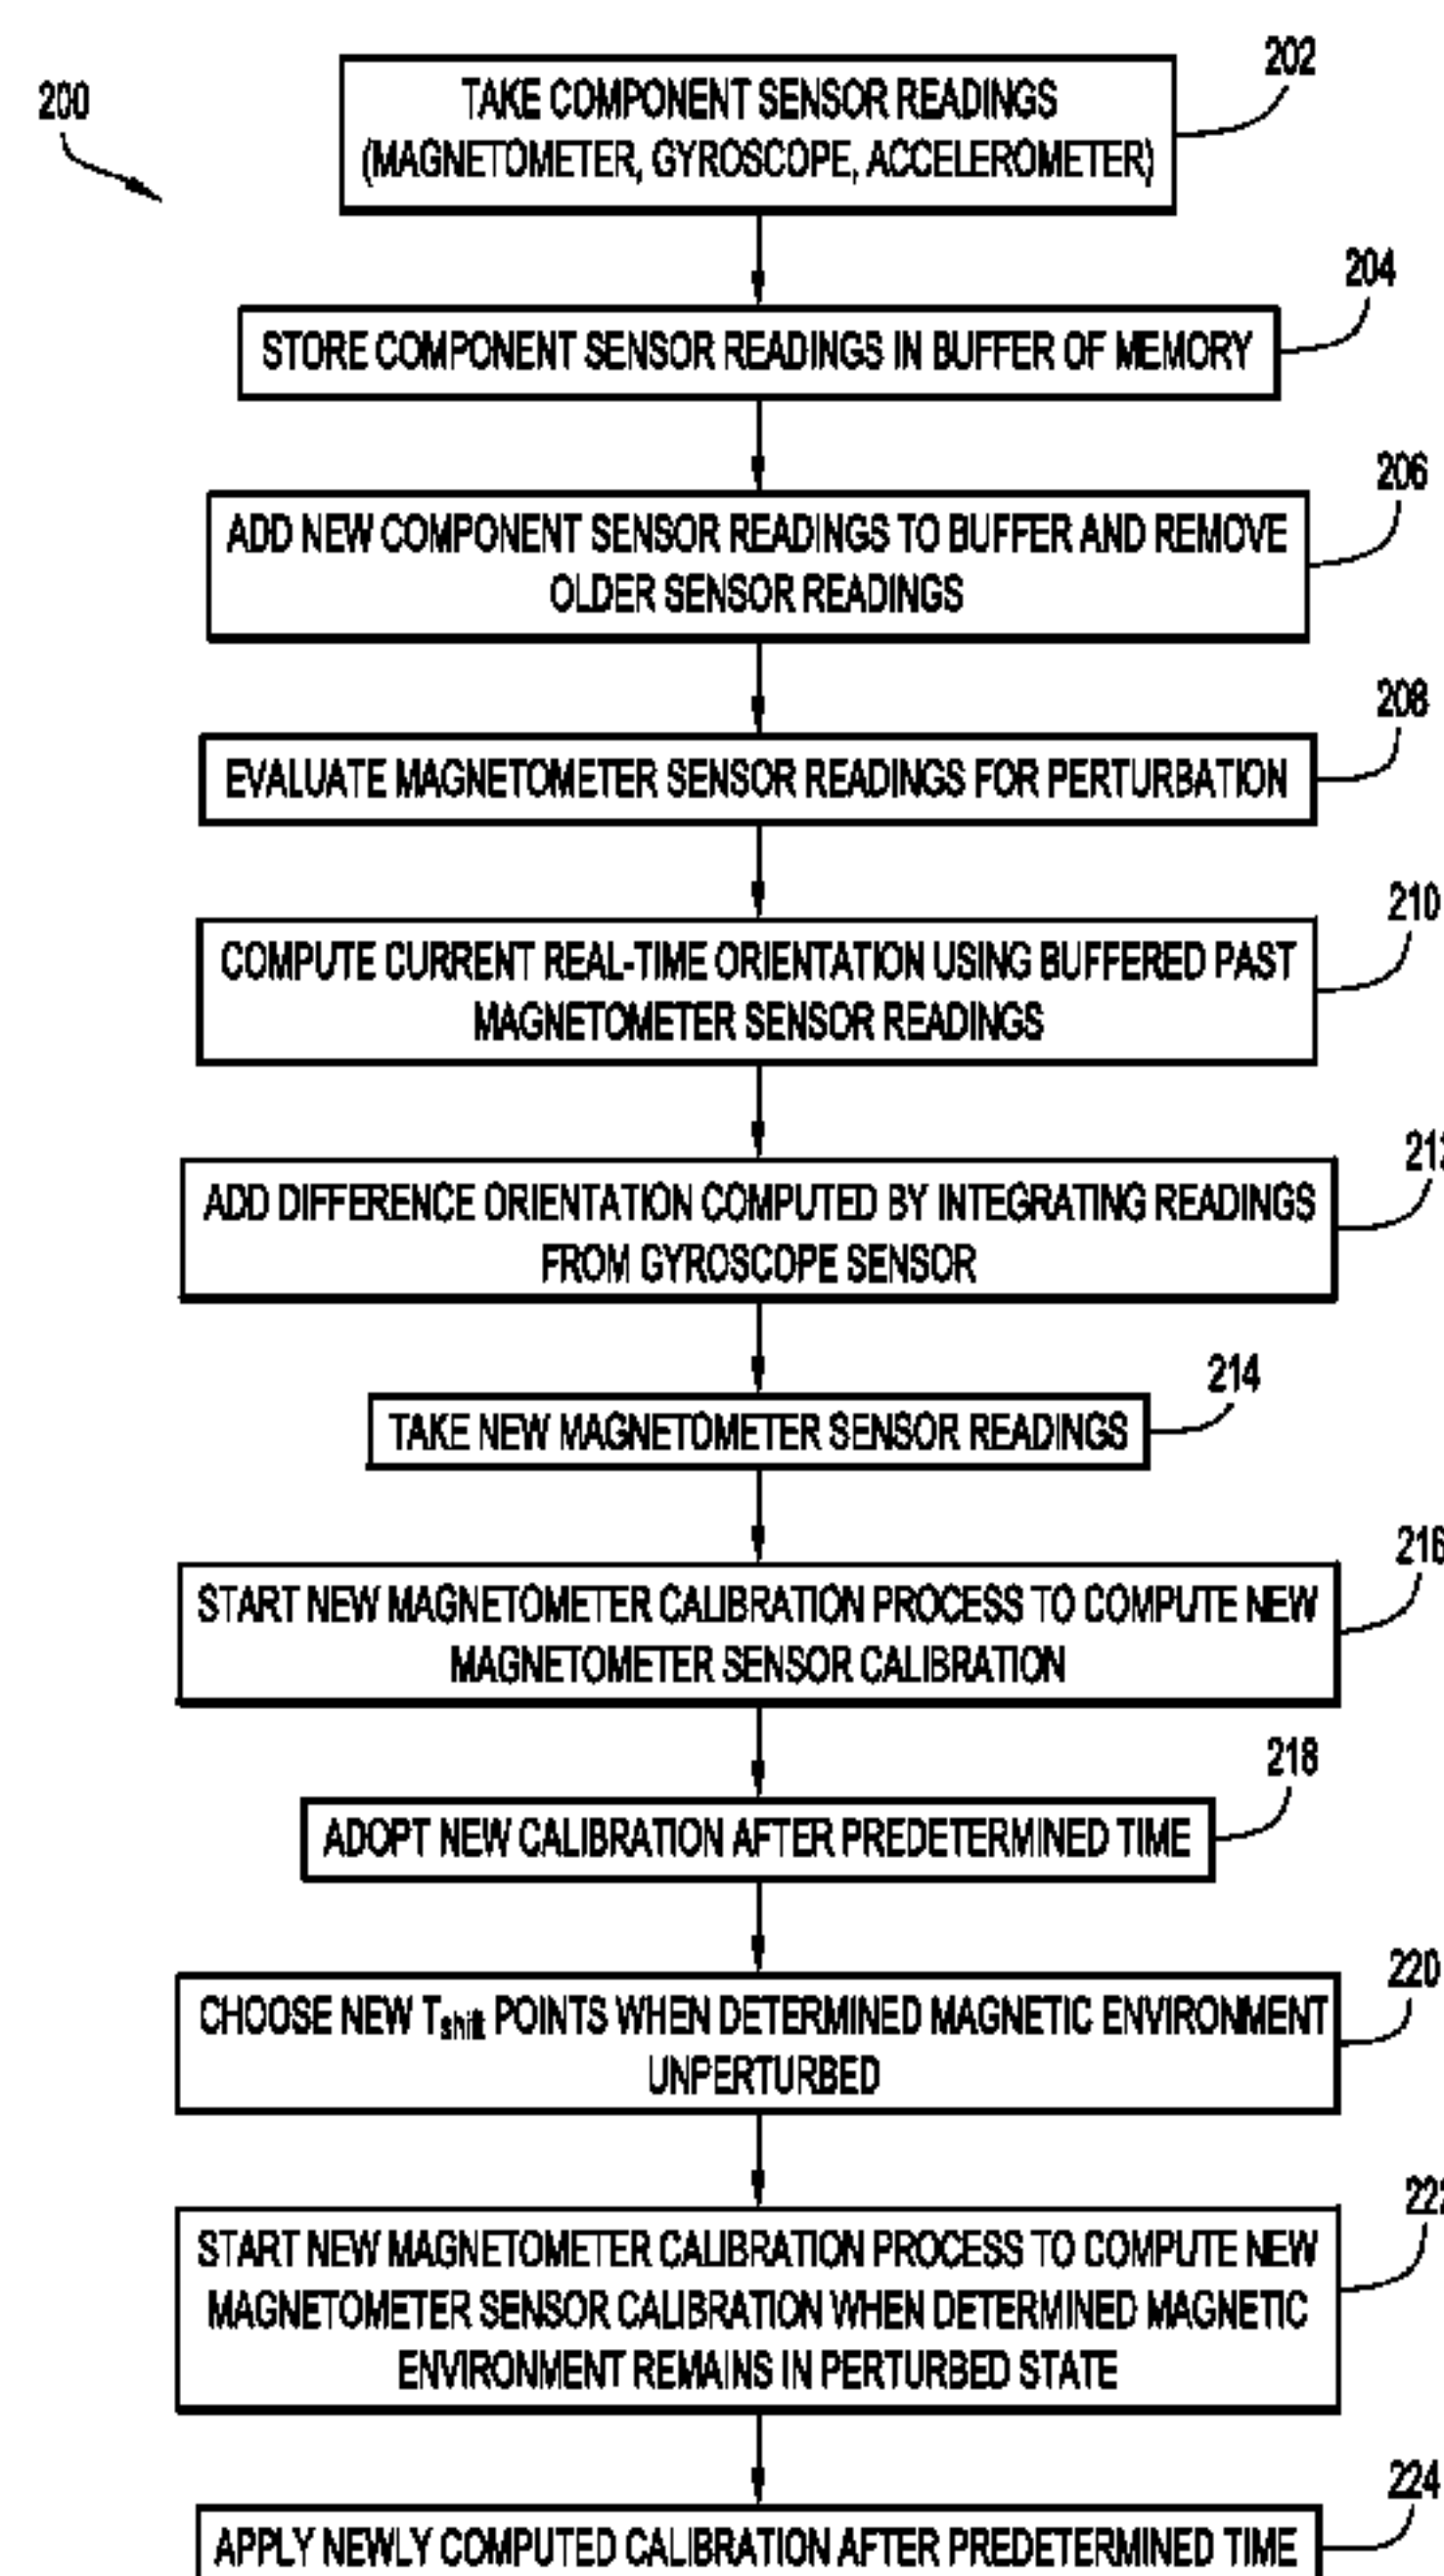 200
202
TAKE COMPONENT SENSOR READINGS
(MAGNETOMETER, GYROSCOPE, ACCELEROMETER)
204
STORE COMPONENT SENSOR READINGS IN BUFFER OF MEMORY
206
ADD NEW COMPONENT SENSOR READINGS TO BUFFER AND REMOVE
OLDER SENSOR READINGS
208
EVALUATE MAGNETOMETER SENSOR READINGS FOR PERTURBATION
210
COMPUTE CURRENT REAL-TIME ORIENTATION USING BUFFERED PAST
MAGNETOMETER SENSOR READINGS
212
ADD DIFFERENCE ORIENTATION COMPUTED BY INTEGRATING READINGS
FROM GYROSCOPE SENSOR
214
TAKE NEW MAGNETOMETER SENSOR READINGS
216
START NEW MAGNETOMETER CALIBRATION PROCESS TO COMPUTE NEW
MAGNETOMETER SENSOR CALIBRATION
218
ADOPT NEW CALIBRATION AFTER PREDETERMINED TIME
220
CHOOSE NEW Tshift POINTS WHEN DETERMINED MAGNETIC ENVIRONMENT
UNPERTURBED
222
START NEW MAGNETOMETER CALIBRATION PROCESS TO COMPUTE NEW
MAGNETOMETER SENSOR CALIBRATION WHEN DETERMINED MAGNETIC
ENVIRONMENT REMAINS IN PERTURBED STATE
224
APPLY NEWLY COMPUTED CALIBRATION AFTER PREDETERMINED TIME